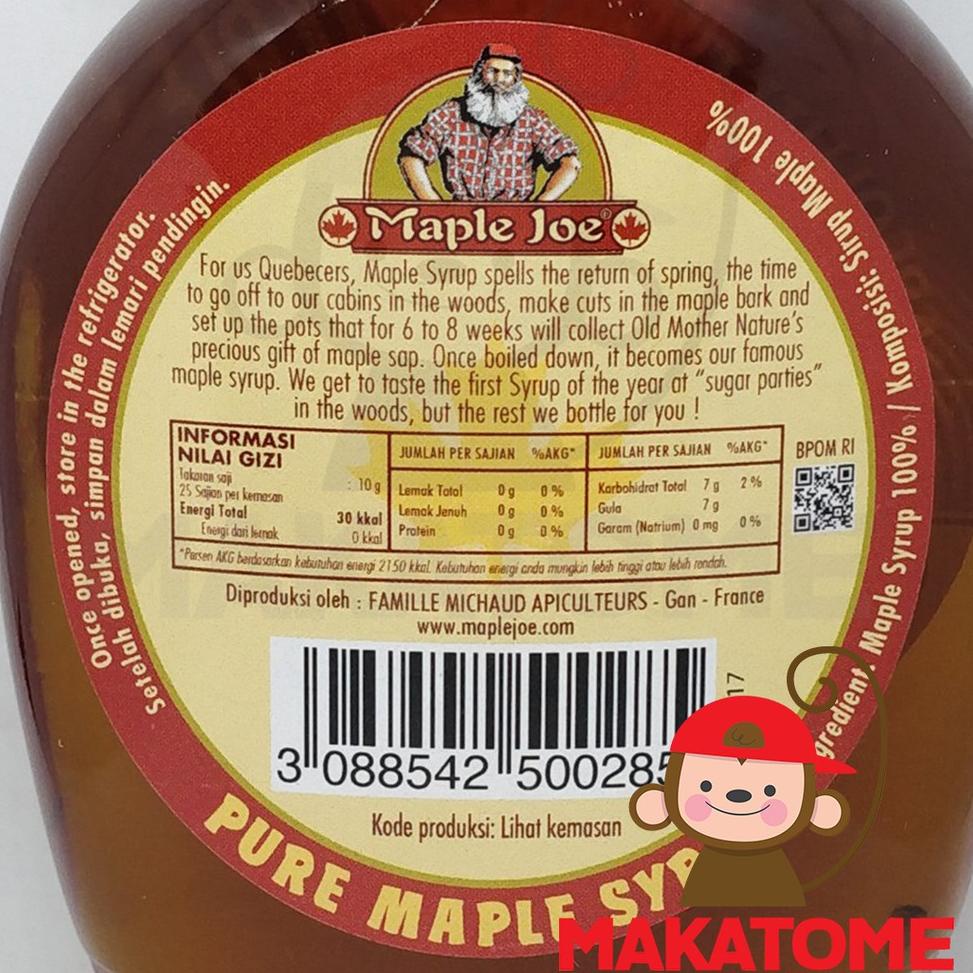 Maple Joe®
For us Quebecers, Maple Syrup spells the return of spring, the time
to go off to our cabins in the woods, make cuts in the maple bark and
set up the pots that for 6 to 8 weeks will collect Old Mother Nature's
precious gift of maple sap. Once boiled down, it becomes our famous
maple syrup. We get to taste the first Syrup of the year at "sugar parties"
in the woods, but the rest we bottle for you !
INFORMASI
NILAI GIZI
Takaran saji : 10 g
25 Sajian per kemasan
Energi Total 30 kkal
Energi dari lemak 0 kkal
JUMLAH PER SAJIAN %AKG*
Lemak Total 0 g 0 %
Lemak Jenuh 0 g 0 %
Protein 0 g 0 %
JUMLAH PER SAJIAN %AKG*
Karbohidrat Total 7 g 2 %
Gula 7 g
Garam (Natrium) 0 mg 0 %
*Persen AKG berdasarkan kebutuhan energi 2150 kkal. Kebutuhan energi anda mungkin lebih tinggi atau lebih rendah.
BPOM RI
Diproduksi oleh : FAMILLE MICHAUD APICULTEURS - Gan - France
www.maplejoe.com
17
3 088542 500285
Kode produksi: Lihat kemasan
Once opened, store in the refrigerator.
Setelah dibuka, simpan dalam lemari pendingin.
gredient: Maple Syrup 100% / Komposisi: Sirup Maple 100%
PURE MAPLE SYR
MAKATOME